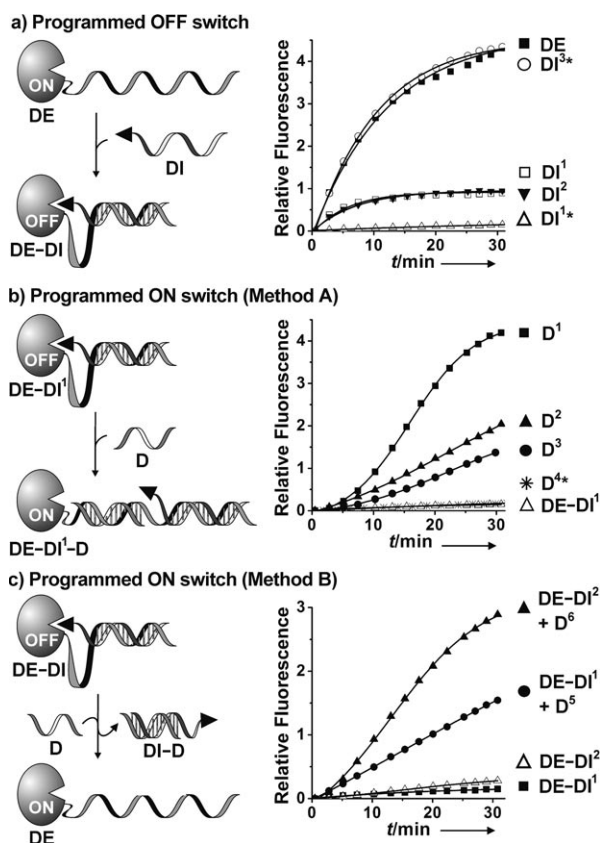 a) Programmed OFF switch
ON
DE
DI
OFF
DE–DI
Relative Fluorescence
4
3
2
1
0
0 10 20 30
t/min
DE
DI³*
DI¹
DI²
DI¹*
b) Programmed ON switch (Method A)
OFF
DE–DI¹
D
ON
DE–DI¹–D
Relative Fluorescence
4
3
2
1
0
0 10 20 30
t/min
D¹
D²
D³
D⁴*
DE–DI¹
c) Programmed ON switch (Method B)
OFF
DE–DI
D
DI–D
ON
DE
Relative Fluorescence
3
2
1
0
0 10 20 30
t/min
DE–DI²
+ D⁶
DE–DI¹
+ D⁵
DE–DI²
DE–DI¹